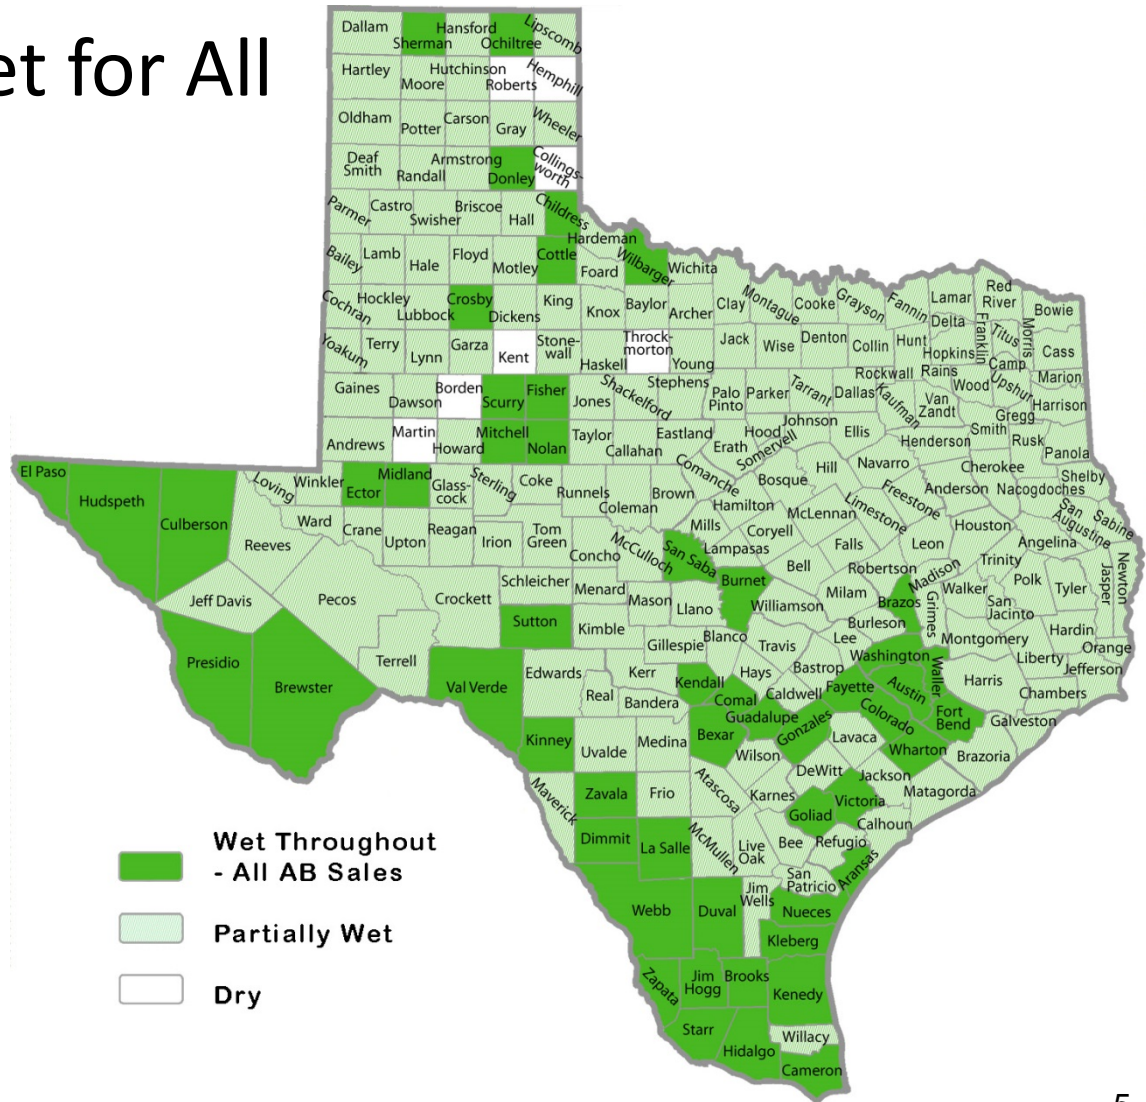 et for All
Dallam
Sherman
Hansford
Ochiltree
Lipscomb
Hartley
Moore
Hutchinson
Roberts
Hemphill
Oldham
Potter
Carson
Gray
Wheeler
Deaf
Smith
Randall
Armstrong
Donley
Collings-
worth
Parmer
Castro
Swisher
Briscoe
Hall
Childress
Hardeman
Bailey
Lamb
Hale
Floyd
Motley
Cottle
Foard
Wilbarger
Wichita
Cochran
Hockley
Lubbock
Crosby
Dickens
King
Knox
Baylor
Archer
Clay
Montague
Cooke
Grayson
Fannin
Lamar
Red
River
Bowie
Yoakum
Terry
Lynn
Garza
Kent
Stone-
wall
Haskell
Throck-
morton
Young
Jack
Wise
Denton
Collin
Hunt
Delta
Hopkins
Franklin
Titus
Camp
Morris
Cass
Gaines
Dawson
Borden
Scurry
Fisher
Jones
Shackelford
Stephens
Palo
Pinto
Parker
Tarrant
Dallas
Rockwall
Kaufman
Rains
Van
Zandt
Wood
Upshur
Marion
Gregg
Harrison
Andrews
Martin
Howard
Mitchell
Nolan
Taylor
Callahan
Eastland
Erath
Hood
Somervell
Johnson
Ellis
Henderson
Smith
Rusk
Panola
El Paso
Hudspeth
Culberson
Loving
Winkler
Ector
Midland
Glass-
cock
Sterling
Coke
Runnels
Coleman
Brown
Comanche
Hamilton
Bosque
Hill
Navarro
Freestone
Anderson
Cherokee
Nacogdoches
Shelby
Reeves
Ward
Crane
Upton
Reagan
Irion
Tom
Green
Concho
McCulloch
San Saba
Mills
Lampasas
Coryell
McLennan
Limestone
Falls
Leon
Houston
Angelina
San
Augustine
Sabine
Jeff Davis
Pecos
Crockett
Schleicher
Menard
Mason
Llano
Burnet
Bell
Williamson
Milam
Robertson
Brazos
Madison
Grimes
Walker
Trinity
San
Jacinto
Polk
Tyler
Jasper
Newton
Presidio
Brewster
Terrell
Val Verde
Sutton
Kimble
Gillespie
Blanco
Travis
Lee
Burleson
Washington
Waller
Montgomery
Liberty
Hardin
Orange
Jefferson
Edwards
Real
Kerr
Bandera
Kendall
Comal
Hays
Caldwell
Bastrop
Fayette
Austin
Colorado
Fort
Bend
Harris
Chambers
Galveston
Kinney
Uvalde
Medina
Bexar
Guadalupe
Wilson
Gonzales
Lavaca
Wharton
Brazoria
Maverick
Zavala
Frio
Atascosa
Karnes
DeWitt
Jackson
Matagorda
Victoria
Goliad
Calhoun
Dimmit
La Salle
McMullen
Live
Oak
Bee
Refugio
Aransas
San
Patricio
Webb
Duval
Jim
Wells
Nueces
Kleberg
Zapata
Jim
Hogg
Brooks
Kenedy
Starr
Hidalgo
Willacy
Cameron
Wet Throughout
- All AB Sales
Partially Wet
Dry
5